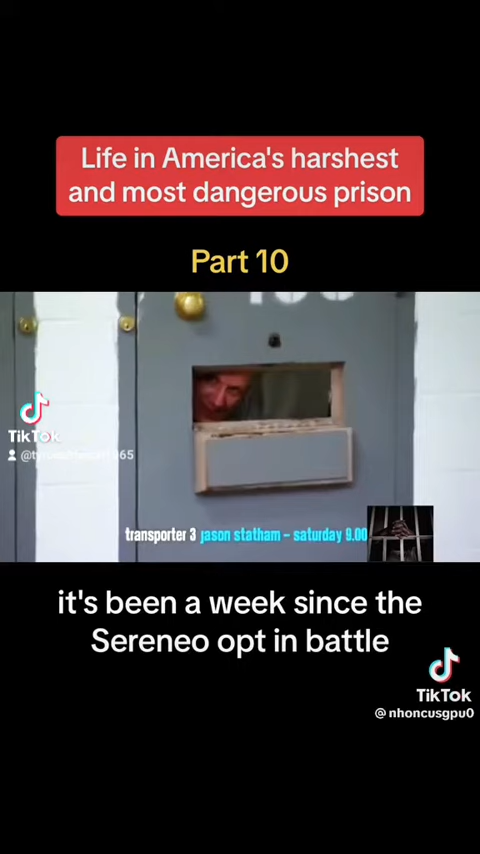 Life in America's harshest
and most dangerous prison
Part 10
TikTok
transporter 3 jason statham – saturday 9.00
it's been a week since the
Sereneo opt in battle
TikTok
@ nhoncusgpu0